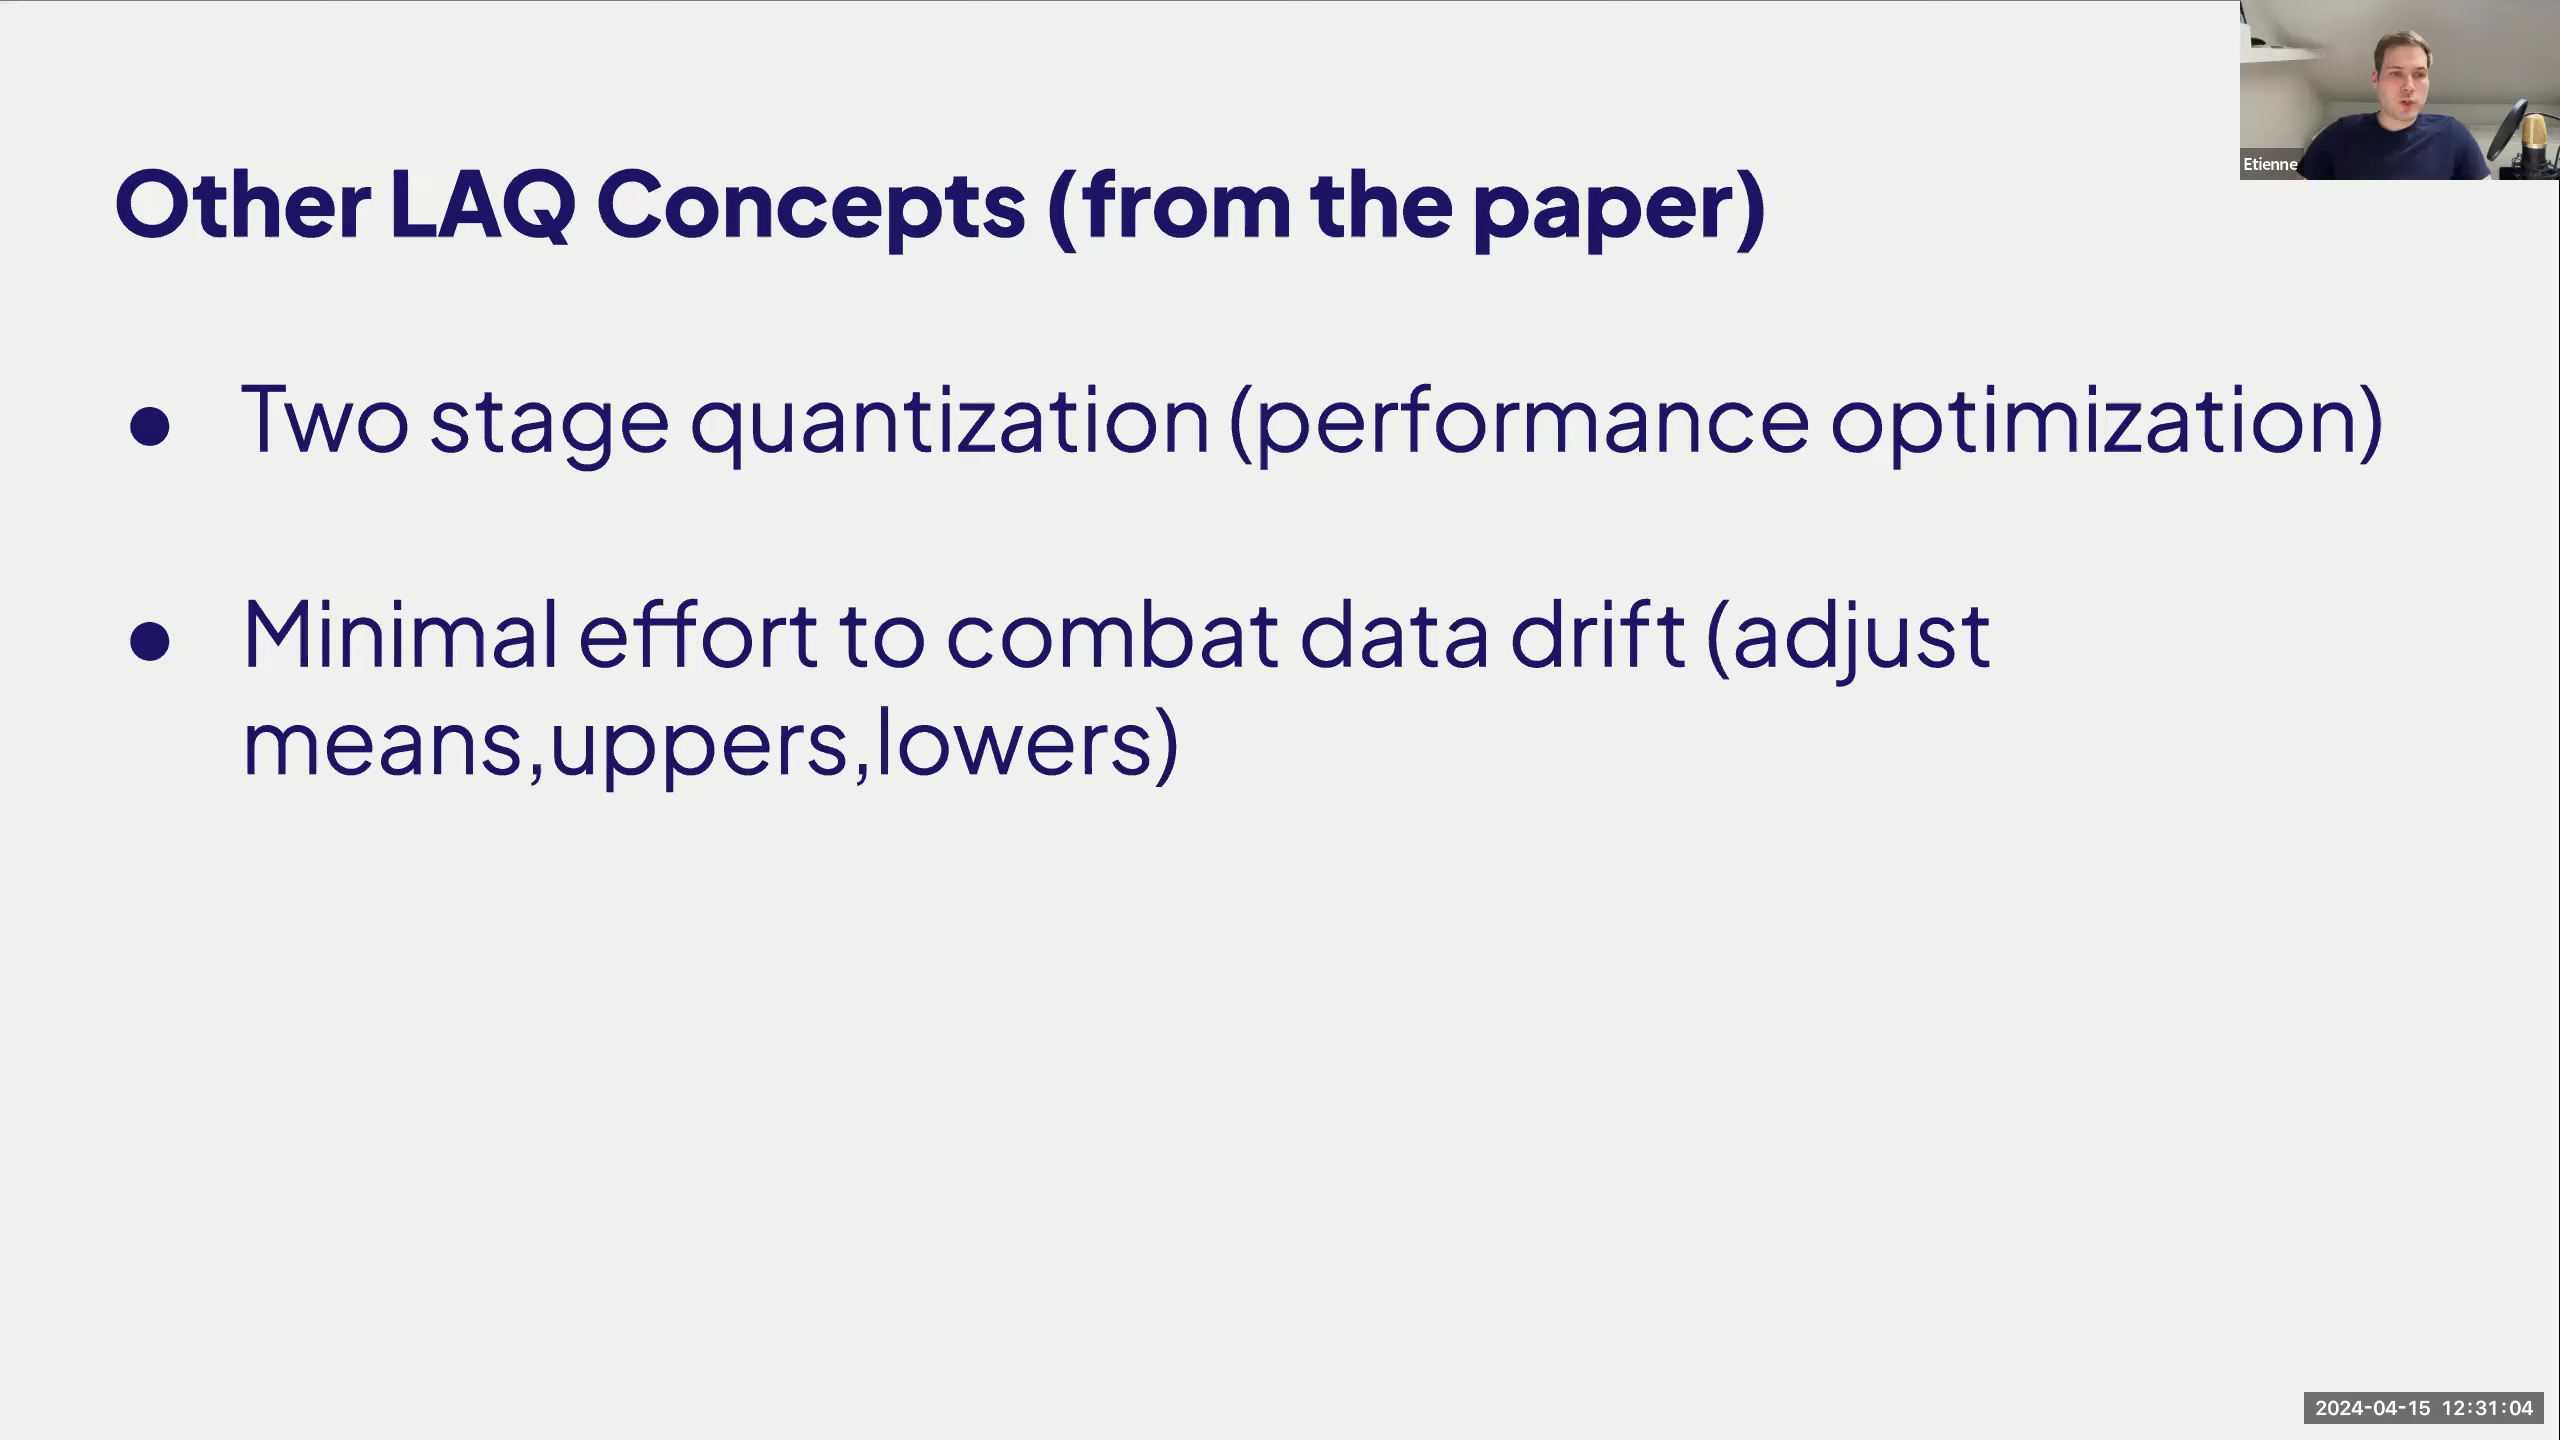 Etienne
Other LAQ Concepts (from the paper)
● Two stage quantization (performance optimization)
● Minimal effort to combat data drift (adjust
means,uppers,lowers)
2024-04-15 12:31:04